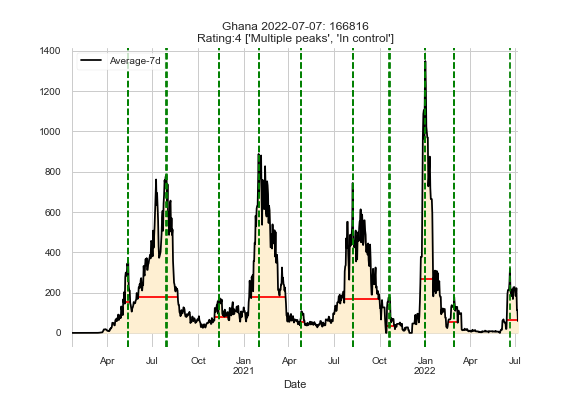 Ghana 2022-07-07: 166816
Rating:4 ['Multiple peaks', 'In control']
Average-7d
1400
1200
1000
800
600
400
200
0
Apr Jul Oct Jan Apr Jul Oct Jan Apr Jul
2021 2022
Date